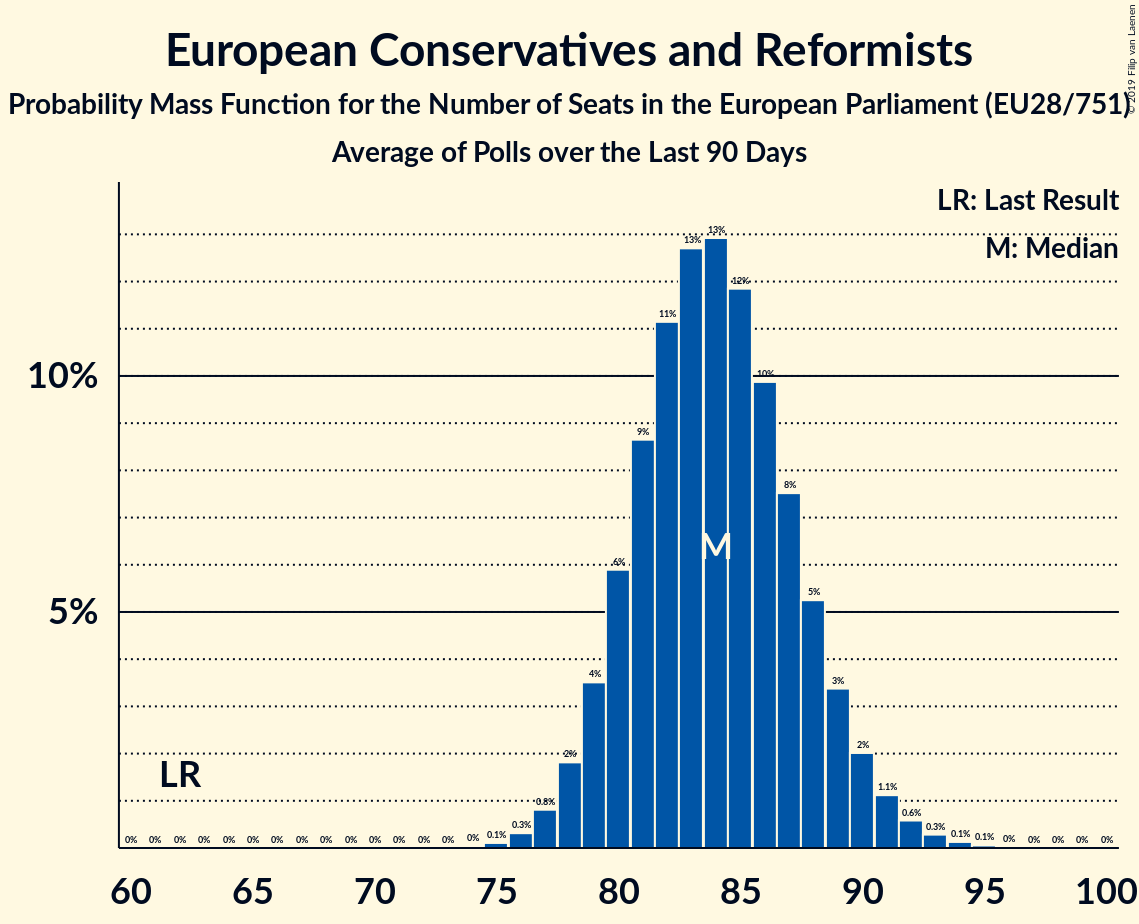 European Conservatives and Reformists
Probability Mass Function for the Number of Seats in the European Parliament (EU28/751)
Average of Polls over the Last 90 Days
© 2019 Filip van Laenen
LR: Last Result
M: Median
13%
13%
12%
11%
10%
10%
9%
8%
M
6%
5%
5%
4%
3%
2%
2%
LR
1.1%
0.8%
0.6%
0% 0% 0% 0% 0% 0% 0% 0% 0% 0% 0% 0% 0% 0% 0% 0.1% 0.3% 0.3% 0.1% 0.1% 0% 0% 0% 0% 0%
60 65 70 75 80 85 90 95 100